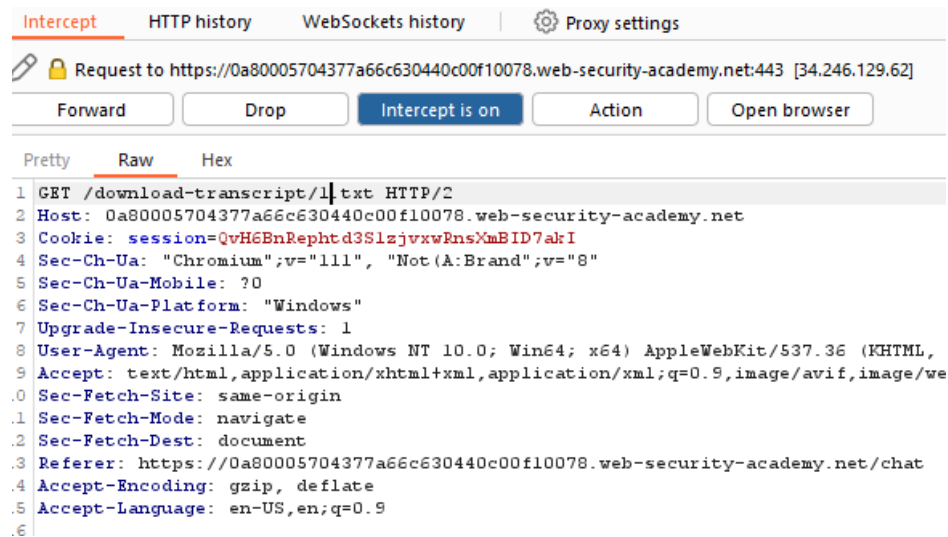 Intercept HTTP history WebSockets history Proxy settings
Request to https://0a80005704377a66c630440c00f10078.web-security-academy.net:443 [34.246.129.62]
Forward Drop Intercept is on Action Open browser
Pretty Raw Hex
1 GET /download-transcript/1.txt HTTP/2
2 Host: 0a80005704377a66c630440c00f10078.web-security-academy.net
3 Cookie: session=QvH6BnRephtd3SlzjvxwRnsXmBID7akI
4 Sec-Ch-Ua: "Chromium";v="111", "Not(A:Brand";v="8"
5 Sec-Ch-Ua-Mobile: ?0
6 Sec-Ch-Ua-Platform: "Windows"
7 Upgrade-Insecure-Requests: 1
8 User-Agent: Mozilla/5.0 (Windows NT 10.0; Win64; x64) AppleWebKit/537.36 (KHTML,
9 Accept: text/html,application/xhtml+xml,application/xml;q=0.9,image/avif,image/we
.0 Sec-Fetch-Site: same-origin
.1 Sec-Fetch-Mode: navigate
.2 Sec-Fetch-Dest: document
.3 Referer: https://0a80005704377a66c630440c00f10078.web-security-academy.net/chat
.4 Accept-Encoding: gzip, deflate
.5 Accept-Language: en-US,en;q=0.9
.6